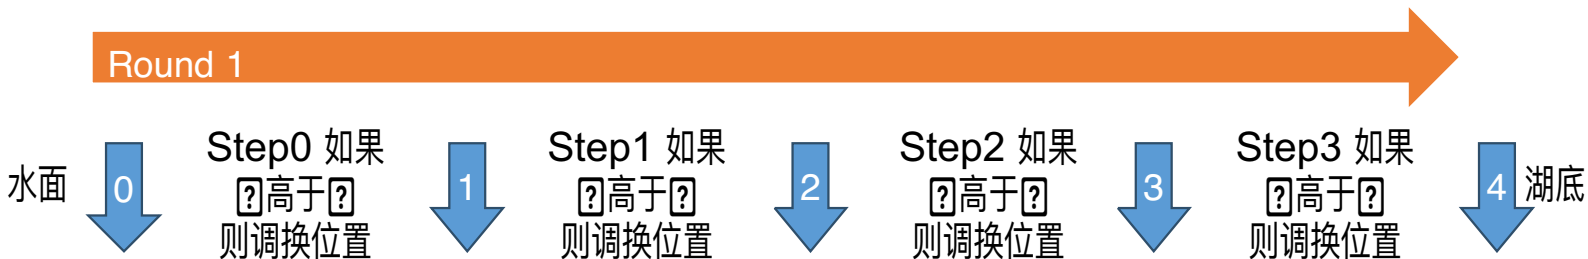 Round 1
水面
0
Step0 如果
⍰高于⍰
则调换位置
1
Step1 如果
⍰高于⍰
则调换位置
2
Step2 如果
⍰高于⍰
则调换位置
3
Step3 如果
⍰高于⍰
则调换位置
4
湖底